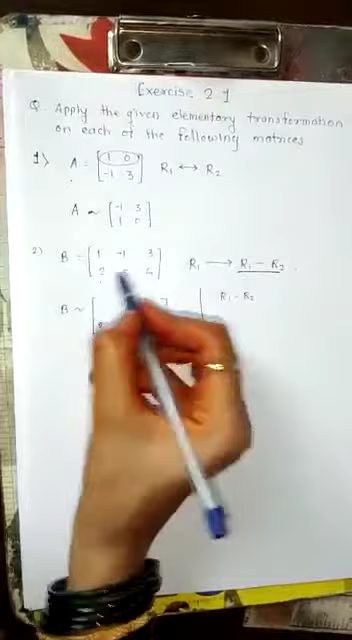 Exercise 2.1
Q. Apply the given elementary transformation
on each of the following matrices
1) A = [1 0
-1 3] R₁ ↔ R₂
A ~ [-1 3
1 0]
2) B = [1 -1 3
2 4] R₁ → R₁ - R₂
B ~ [ ] R₁ - R₂